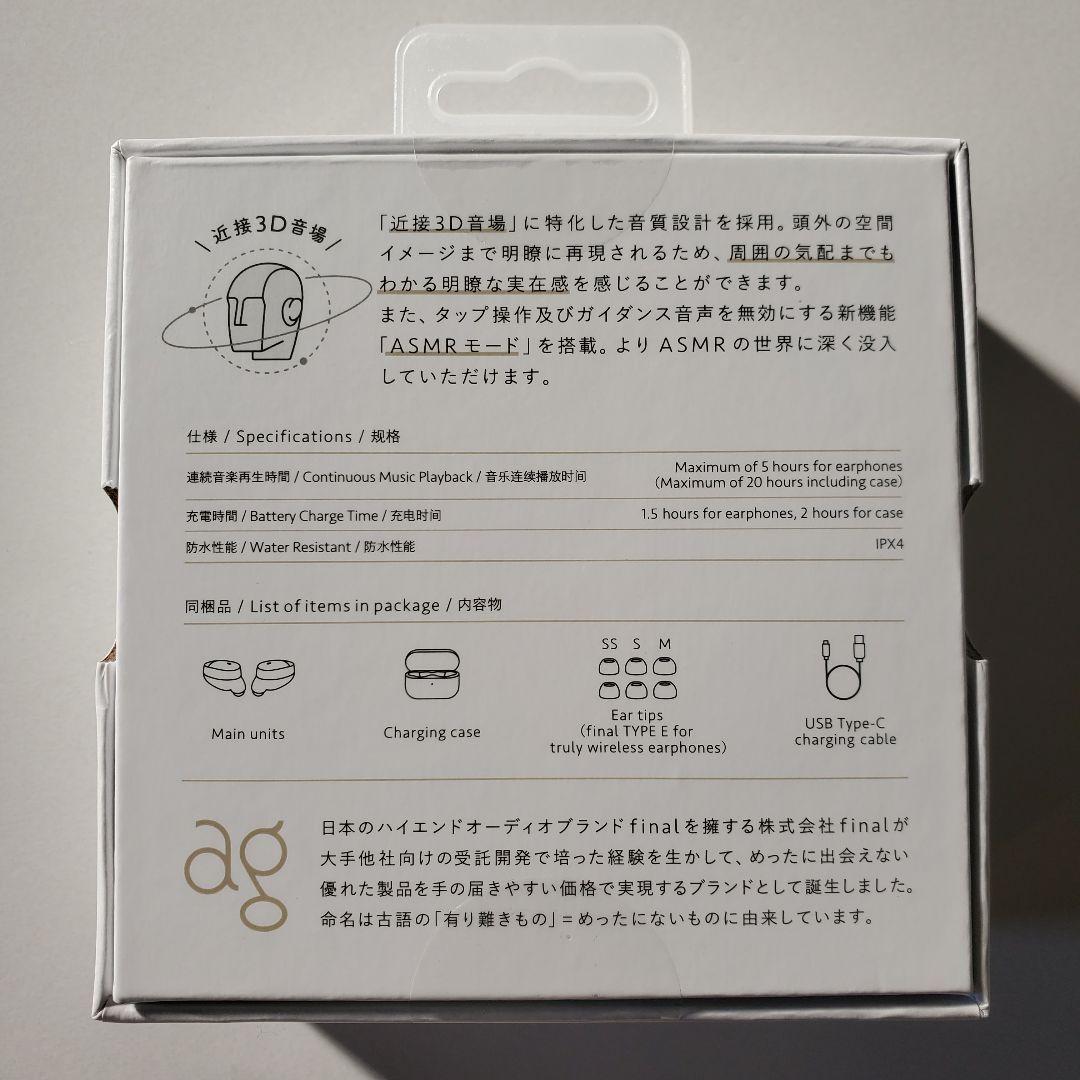 近接3D音場
「近接3D音場」に特化した音質設計を採用。頭外の空間
イメージまで明瞭に再現されるため、周囲の気配までも
わかる明瞭な実在感を感じることができます。
また、タップ操作及びガイダンス音声を無効にする新機能
「ASMRモード」を搭載。よりASMRの世界に深く没入
していただけます。
仕様 / Specifications / 规格
連続音楽再生時間 / Continuous Music Playback / 音乐连续播放时间
Maximum of 5 hours for earphones
(Maximum of 20 hours including case)
充電時間 / Battery Charge Time / 充电时间
1.5 hours for earphones, 2 hours for case
防水性能 / Water Resistant / 防水性能
IPX4
同梱品 / List of items in package / 内容物
SS S M
Main units
Charging case
Ear tips
(final TYPE E for
truly wireless earphones)
USB Type-C
charging cable
ag
日本のハイエンドオーディオブランドfinalを擁する株式会社finalが
大手他社向けの受託開発で培った経験を生かして、めったに出会えない
優れた製品を手の届きやすい価格で実現するブランドとして誕生しました。
命名は古語の「有り難きもの」=めったにないものに由来しています。